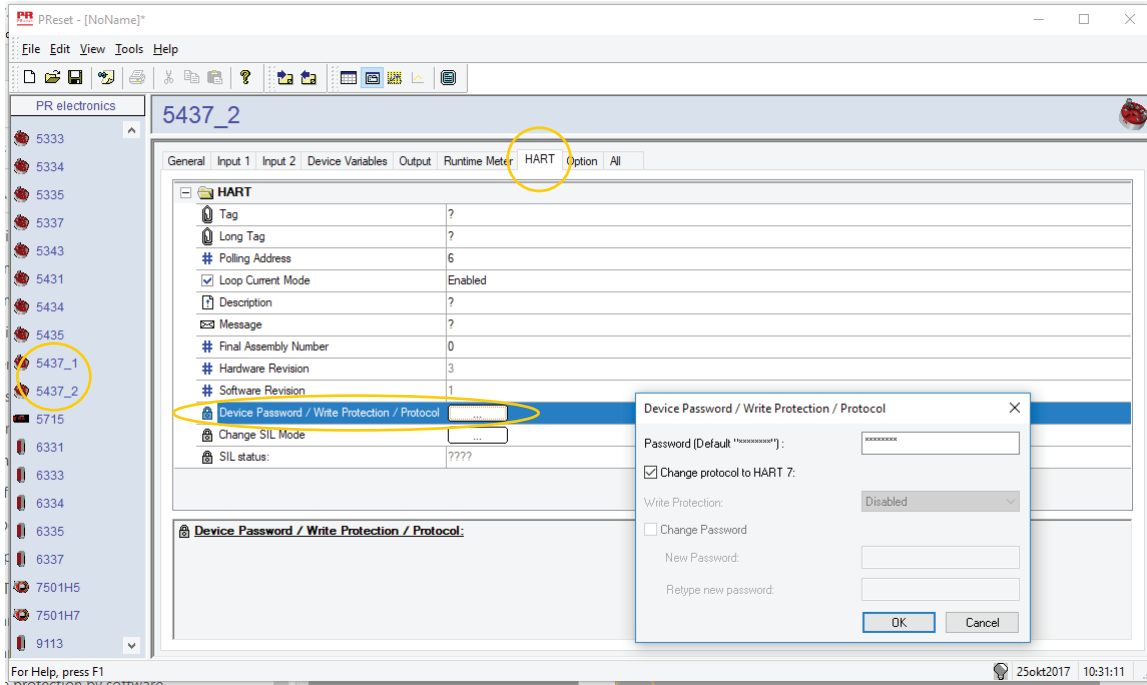 PR
PReset - [NoName]*
File Edit View Tools Help
PR electronics
5437_2
5333
5334
5335
5337
5343
5431
5434
5435
5437_1
5437_2
5715
6331
6333
6334
6335
6337
7501H5
7501H7
9113
General Input 1 Input 2 Device Variables Output Runtime Meter HART Option All
HART
Tag ?
Long Tag ?
Polling Address 6
Loop Current Mode Enabled
Description ?
Message ?
Final Assembly Number 0
Hardware Revision 3
Software Revision 1
Device Password / Write Protection / Protocol ...
Change SIL Mode ...
SIL status: ????
Device Password / Write Protection / Protocol:
Device Password / Write Protection / Protocol
Password (Default "********") : ********
Change protocol to HART 7:
Write Protection: Disabled
Change Password
New Password:
Retype new password:
OK Cancel
For Help, press F1 25okt2017 10:31:11
protection by software